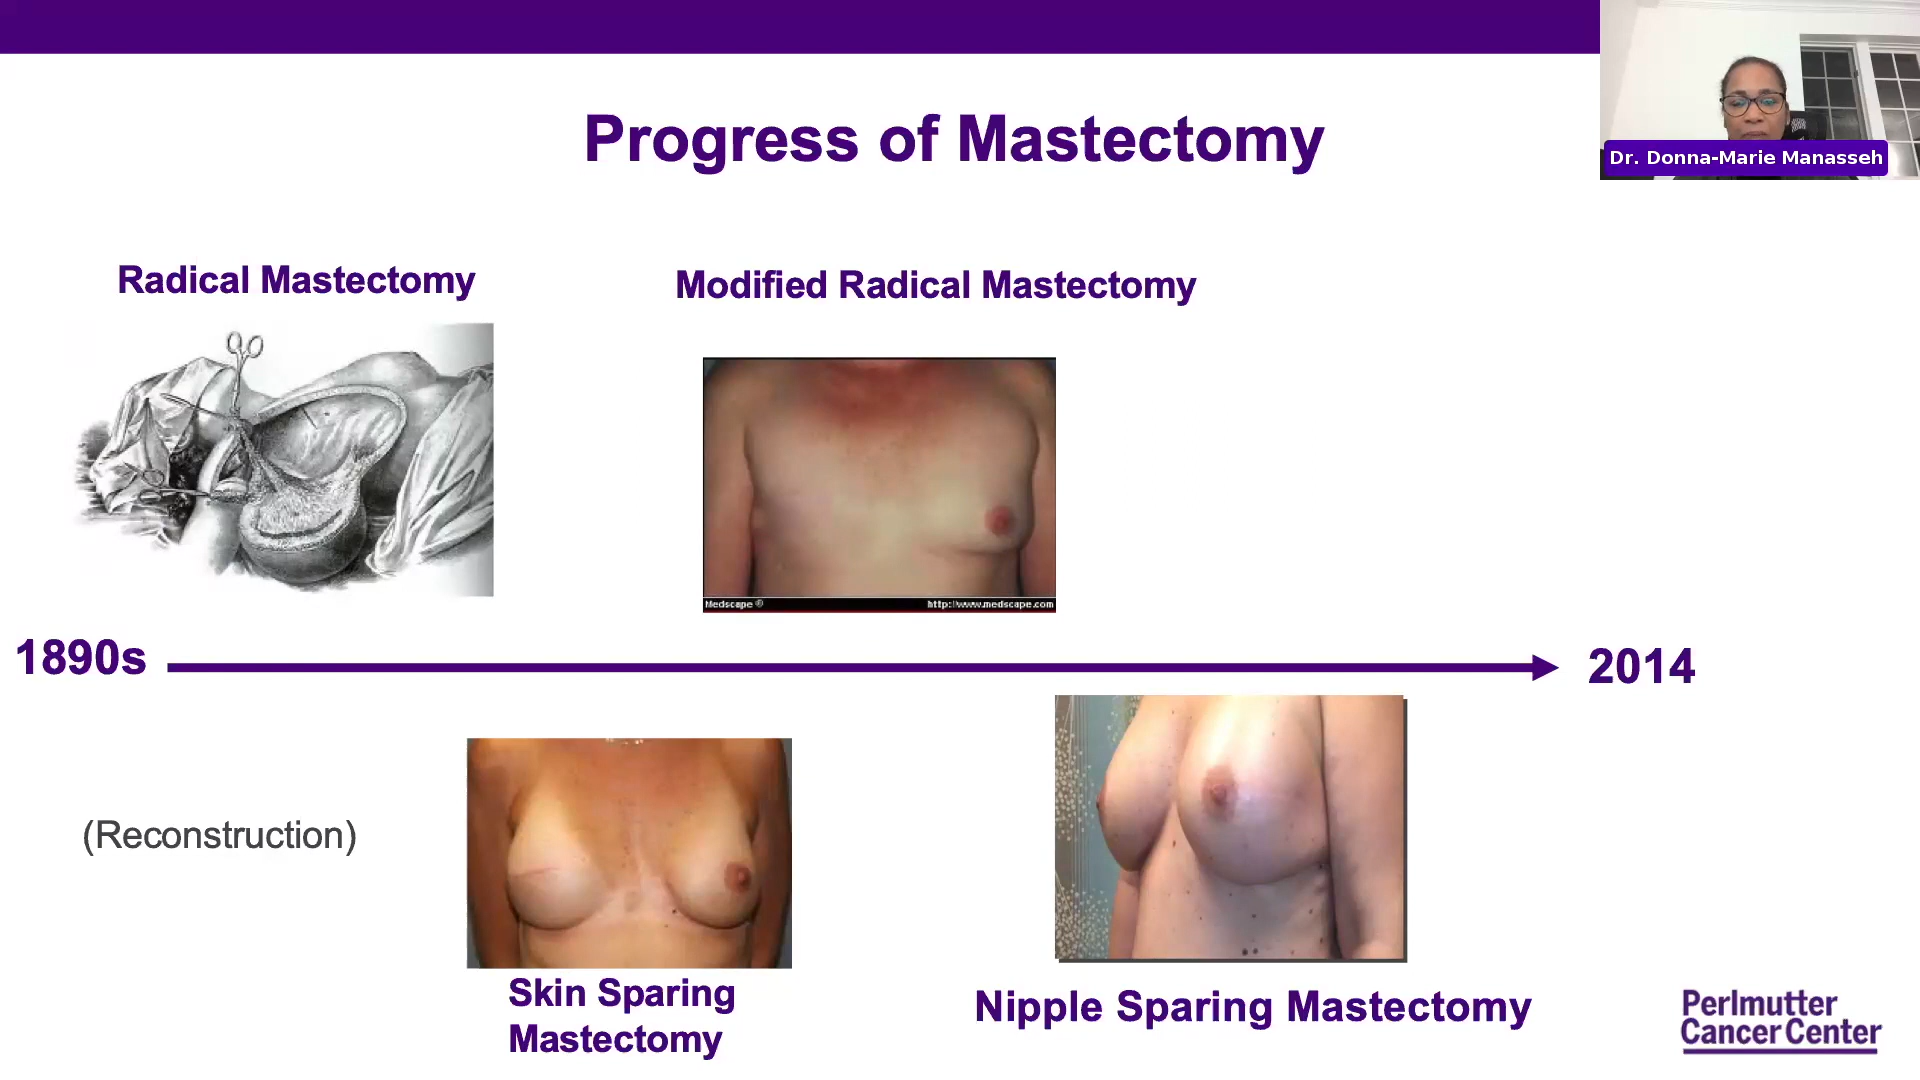 Progress of Mastectomy
Dr. Donna-Marie Manasseh
Radical Mastectomy
Modified Radical Mastectomy
Medscape ® http://www.medscape.com
1890s
2014
(Reconstruction)
Skin Sparing
Mastectomy
Nipple Sparing Mastectomy
Perlmutter
Cancer Center